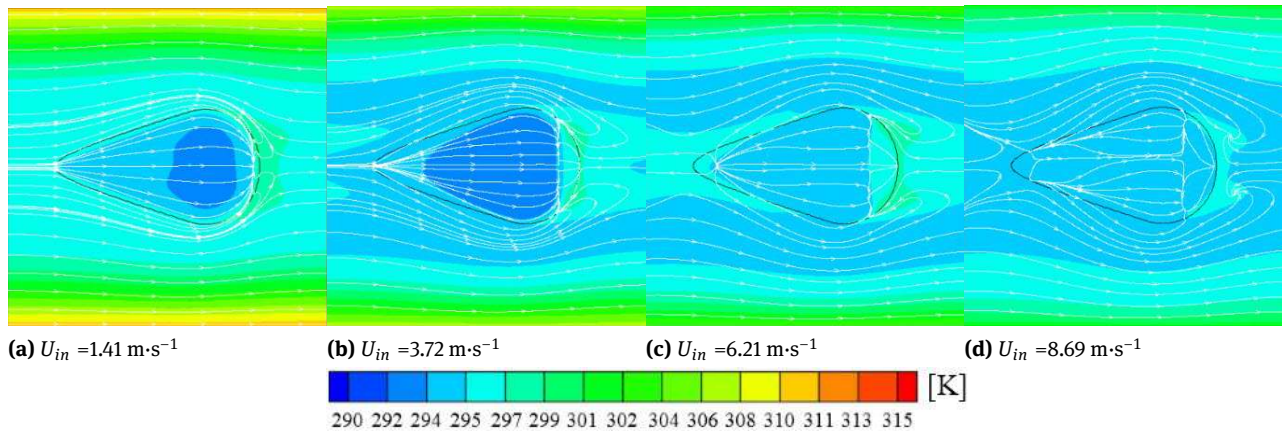 (a) U_in =1.41 m·s⁻¹ (b) U_in =3.72 m·s⁻¹ (c) U_in =6.21 m·s⁻¹ (d) U_in =8.69 m·s⁻¹
[K]
290 292 294 295 297 299 301 302 304 306 308 310 311 313 315